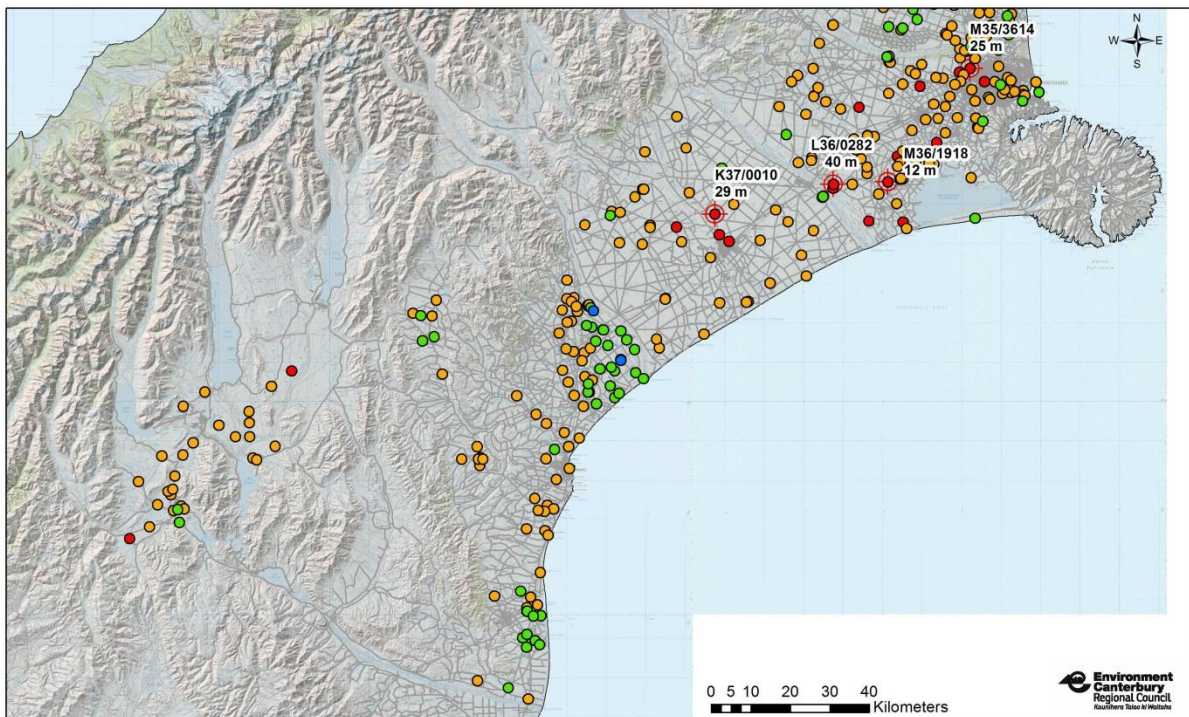 M35/3614
25 m
N
W E
S
L36/0282
40 m
M36/1918
12 m
K37/0010
29 m
0 5 10 20 30 40
Kilometers
Environment
Canterbury
Regional Council
Kaunihera Taiao ki Waitaha